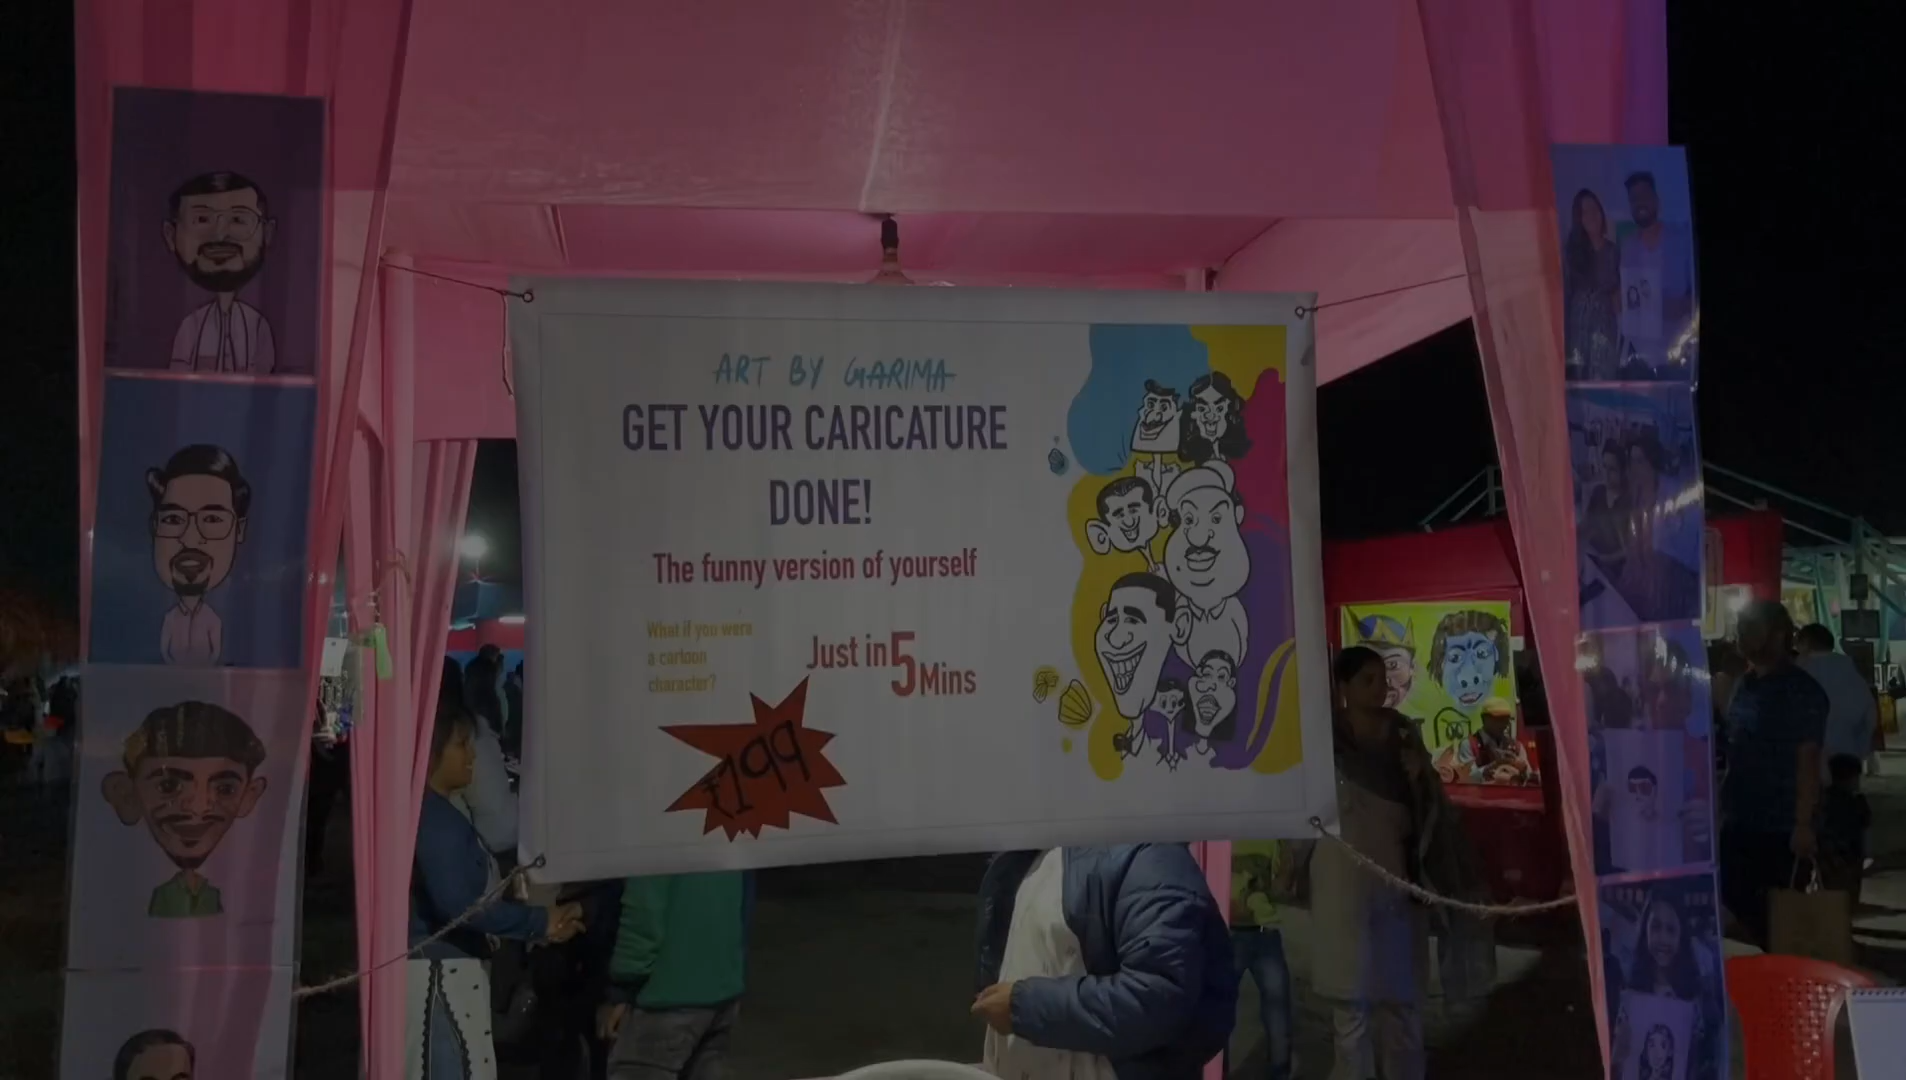 ART BY GARIMA
GET YOUR CARICATURE
DONE!
The funny version of yourself
What if you were
a cartoon
character?
Just in 5 Mins
₹199